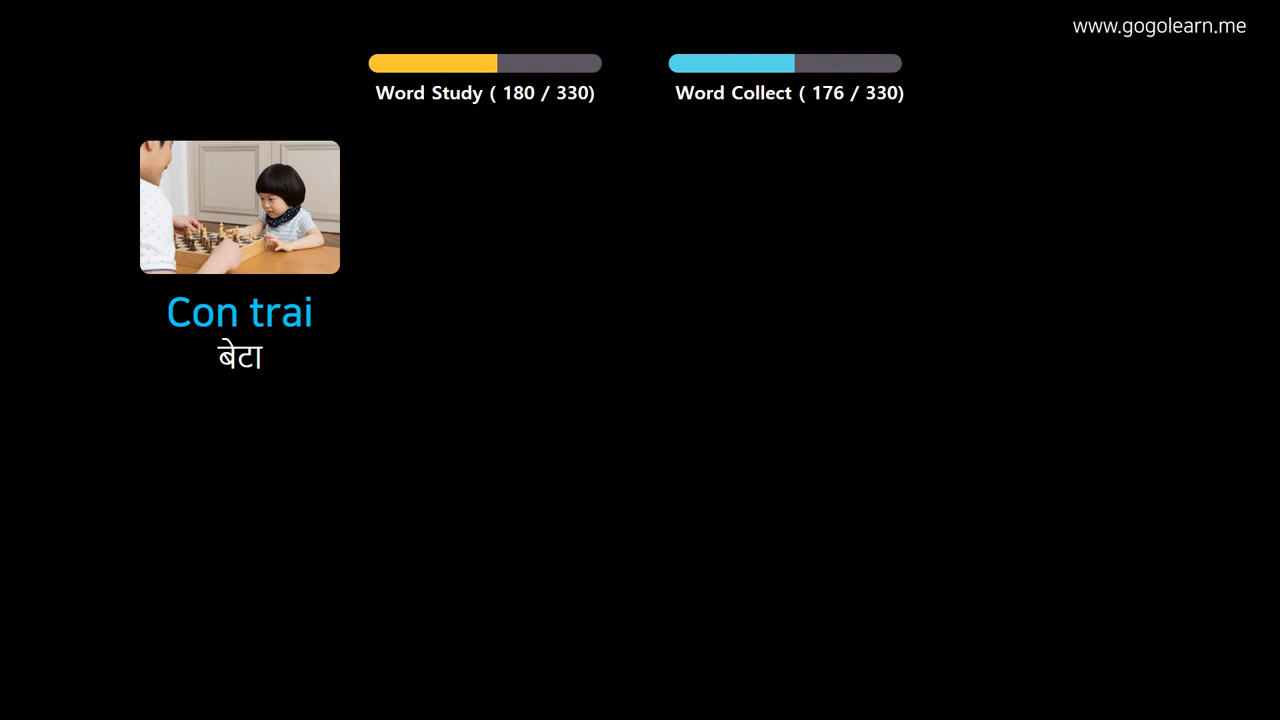 www.gogolearn.me
Word Study ( 180 / 330)
Word Collect ( 176 / 330)
Con trai
बेटा